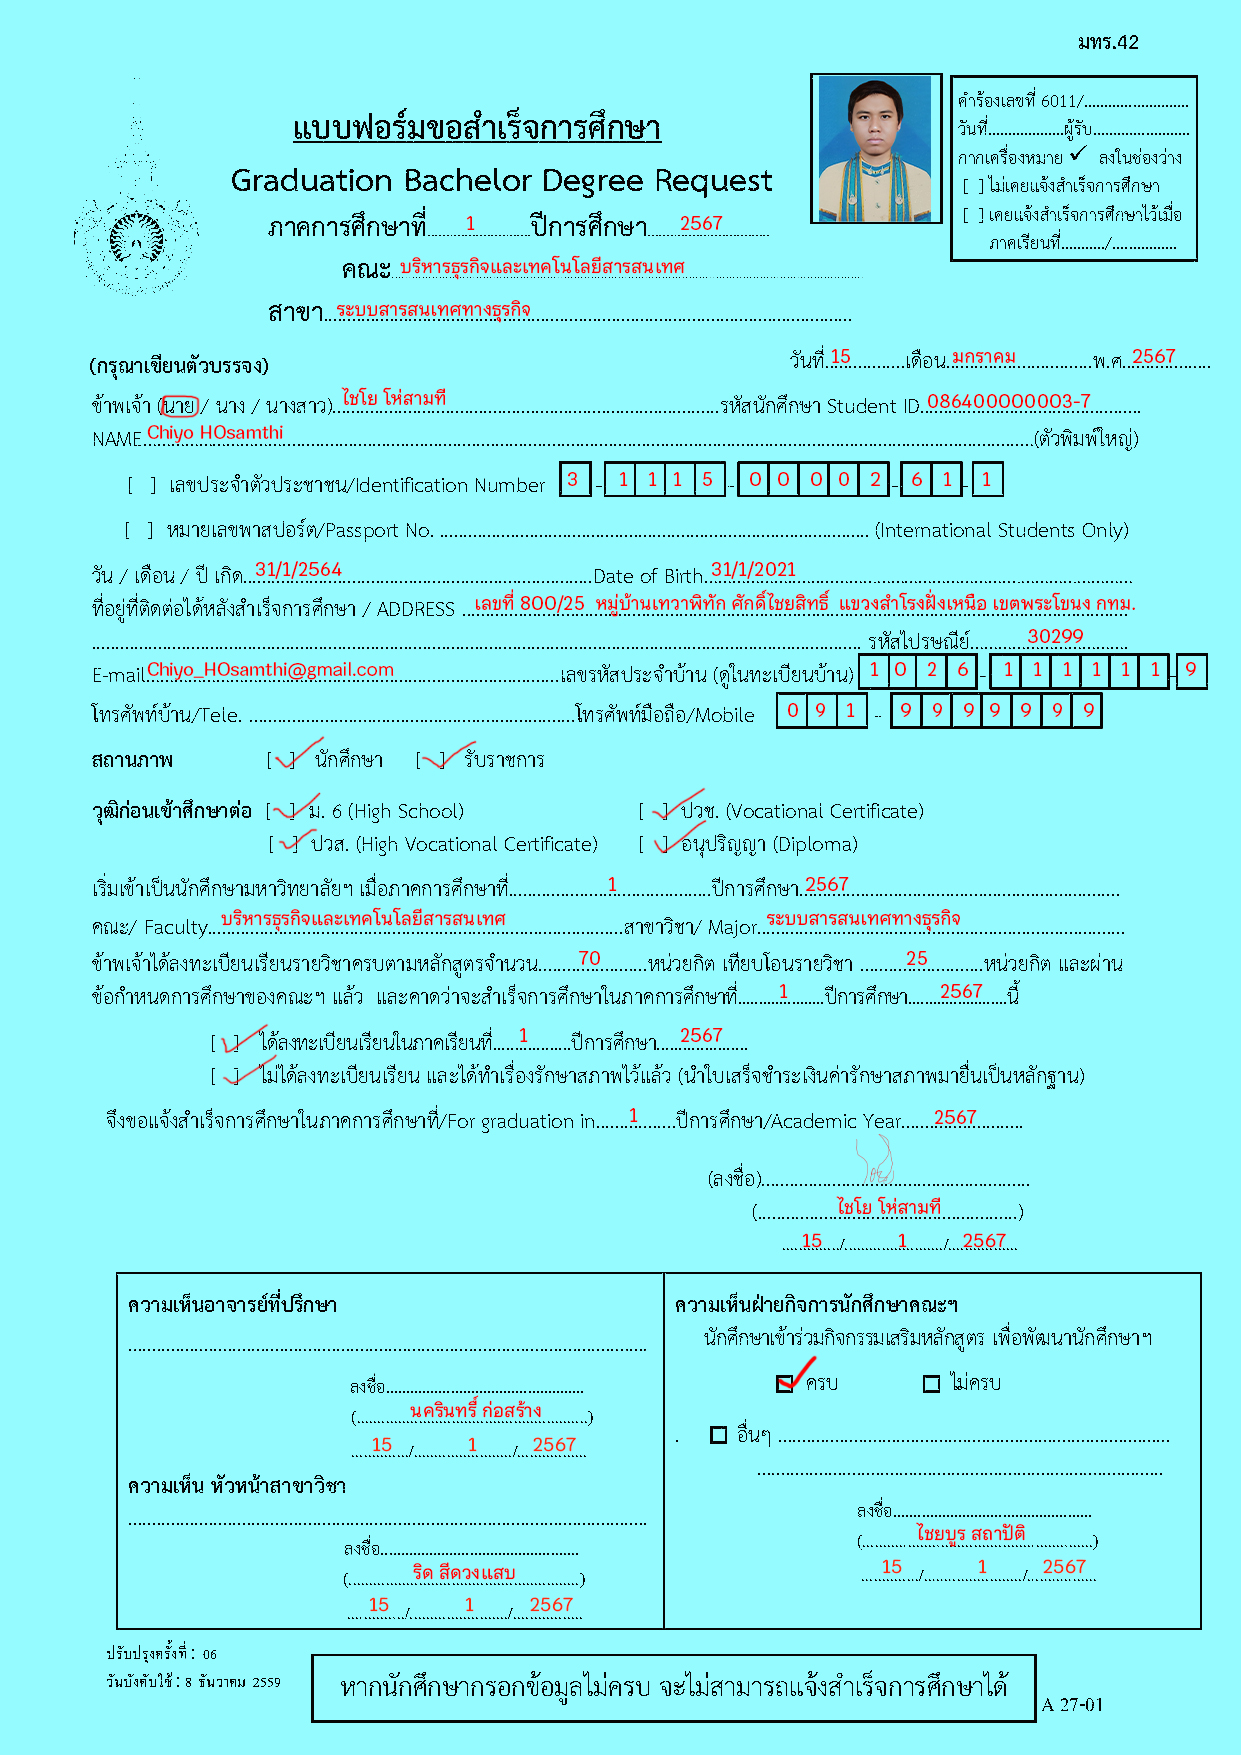 มทร.42
แบบฟอร์มขอสำเร็จการศึกษา
Graduation Bachelor Degree Request
ภาคการศึกษาที่ 1 ปีการศึกษา 2567
คณะ บริหารธุรกิจและเทคโนโลยีสารสนเทศ
สาขา ระบบสารสนเทศทางธุรกิจ
คำร้องเลขที่ 6011/..........................
วันที่...................ผู้รับ........................
กากเครื่องหมาย ✓ ลงในช่องว่าง
[ ] ไม่เคยแจ้งสำเร็จการศึกษา
[ ] เคยแจ้งสำเร็จการศึกษาไว้เมื่อ
ภาคเรียนที่.........../................
(กรุณาเขียนตัวบรรจง) วันที่ 15 เดือน มกราคม พ.ศ. 2567
ข้าพเจ้า (นาย / นาง / นางสาว) ไชโย โห่สามที รหัสนักศึกษา Student ID. 086400000003-7
NAME Chiyo HOsamthi (ตัวพิมพ์ใหญ่)
[ ] เลขประจำตัวประชาชน/Identification Number 3 - 1 1 1 5 - 0 0 0 0 2 - 6 1 - 1
[ ] หมายเลขพาสปอร์ต/Passport No. .......... (International Students Only)
วัน / เดือน / ปี เกิด 31/1/2564 Date of Birth 31/1/2021
ที่อยู่ที่ติดต่อได้หลังสำเร็จการศึกษา / ADDRESS เลขที่ 800/25 หมู่บ้านเทวาพิทัก ศักดิ์ไชยสิทธิ์ แขวงสำโรงฝั่งเหนือ เขตพระโขนง กทม.
รหัสไปรษณีย์ 30299
E-mail Chiyo_HOsamthi@gmail.com เลขรหัสประจำบ้าน (ดูในทะเบียนบ้าน) 1 0 2 6 - 1 1 1 1 1 1 - 9
โทรศัพท์บ้าน/Tele. .......... โทรศัพท์มือถือ/Mobile 0 9 1 - 9 9 9 9 9 9 9
สถานภาพ [✓] นักศึกษา [✓] รับราชการ
วุฒิก่อนเข้าศึกษาต่อ [✓] ม. 6 (High School) [✓] ปวช. (Vocational Certificate)
[✓] ปวส. (High Vocational Certificate) [✓] อนุปริญญา (Diploma)
เริ่มเข้าเป็นนักศึกษามหาวิทยาลัยฯ เมื่อภาคการศึกษาที่ 1 ปีการศึกษา 2567
คณะ/ Faculty บริหารธุรกิจและเทคโนโลยีสารสนเทศ สาขาวิชา/ Major ระบบสารสนเทศทางธุรกิจ
ข้าพเจ้าได้ลงทะเบียนเรียนรายวิชาครบตามหลักสูตรจำนวน 70 หน่วยกิต เทียบโอนรายวิชา 25 หน่วยกิต และผ่าน
ข้อกำหนดการศึกษาของคณะฯ แล้ว และคาดว่าจะสำเร็จการศึกษาในภาคการศึกษาที่ 1 ปีการศึกษา 2567 นี้
[✓] ได้ลงทะเบียนเรียนในภาคเรียนที่ 1 ปีการศึกษา 2567
[✓] ไม่ได้ลงทะเบียนเรียน และได้ทำเรื่องรักษาสภาพไว้แล้ว (นำใบเสร็จชำระเงินค่ารักษาสภาพมายื่นเป็นหลักฐาน)
จึงขอแจ้งสำเร็จการศึกษาในภาคการศึกษาที่/For graduation in 1 ปีการศึกษา/Academic Year 2567
(ลงชื่อ)..........
( ไชโย โห่สามที )
15 / 1 / 2567
ความเห็นอาจารย์ที่ปรึกษา
ลงชื่อ..........
( นครินทรี์ ก่อสร้าง )
15 / 1 / 2567
ความเห็น หัวหน้าสาขาวิชา
ลงชื่อ..........
( ริด สีดวงแสบ )
15 / 1 / 2567
ความเห็นฝ่ายกิจการนักศึกษาคณะฯ
นักศึกษาเข้าร่วมกิจกรรมเสริมหลักสูตร เพื่อพัฒนานักศึกษาฯ
☑ ครบ ☐ ไม่ครบ
. ☐ อื่นๆ ..........
ลงชื่อ..........
( ไชยบูร สถาปัติ )
15 / 1 / 2567
ปรับปรุงครั้งที่ : 06
วันบังคับใช้ : 8 ธันวาคม 2559
หากนักศึกษากรอกข้อมูลไม่ครบ จะไม่สามารถแจ้งสำเร็จการศึกษาได้
A 27-01